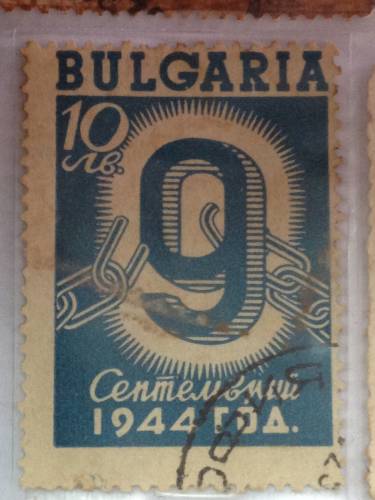 BULGARIA
10
лв.
9
Септемврий
1944 ГОД.